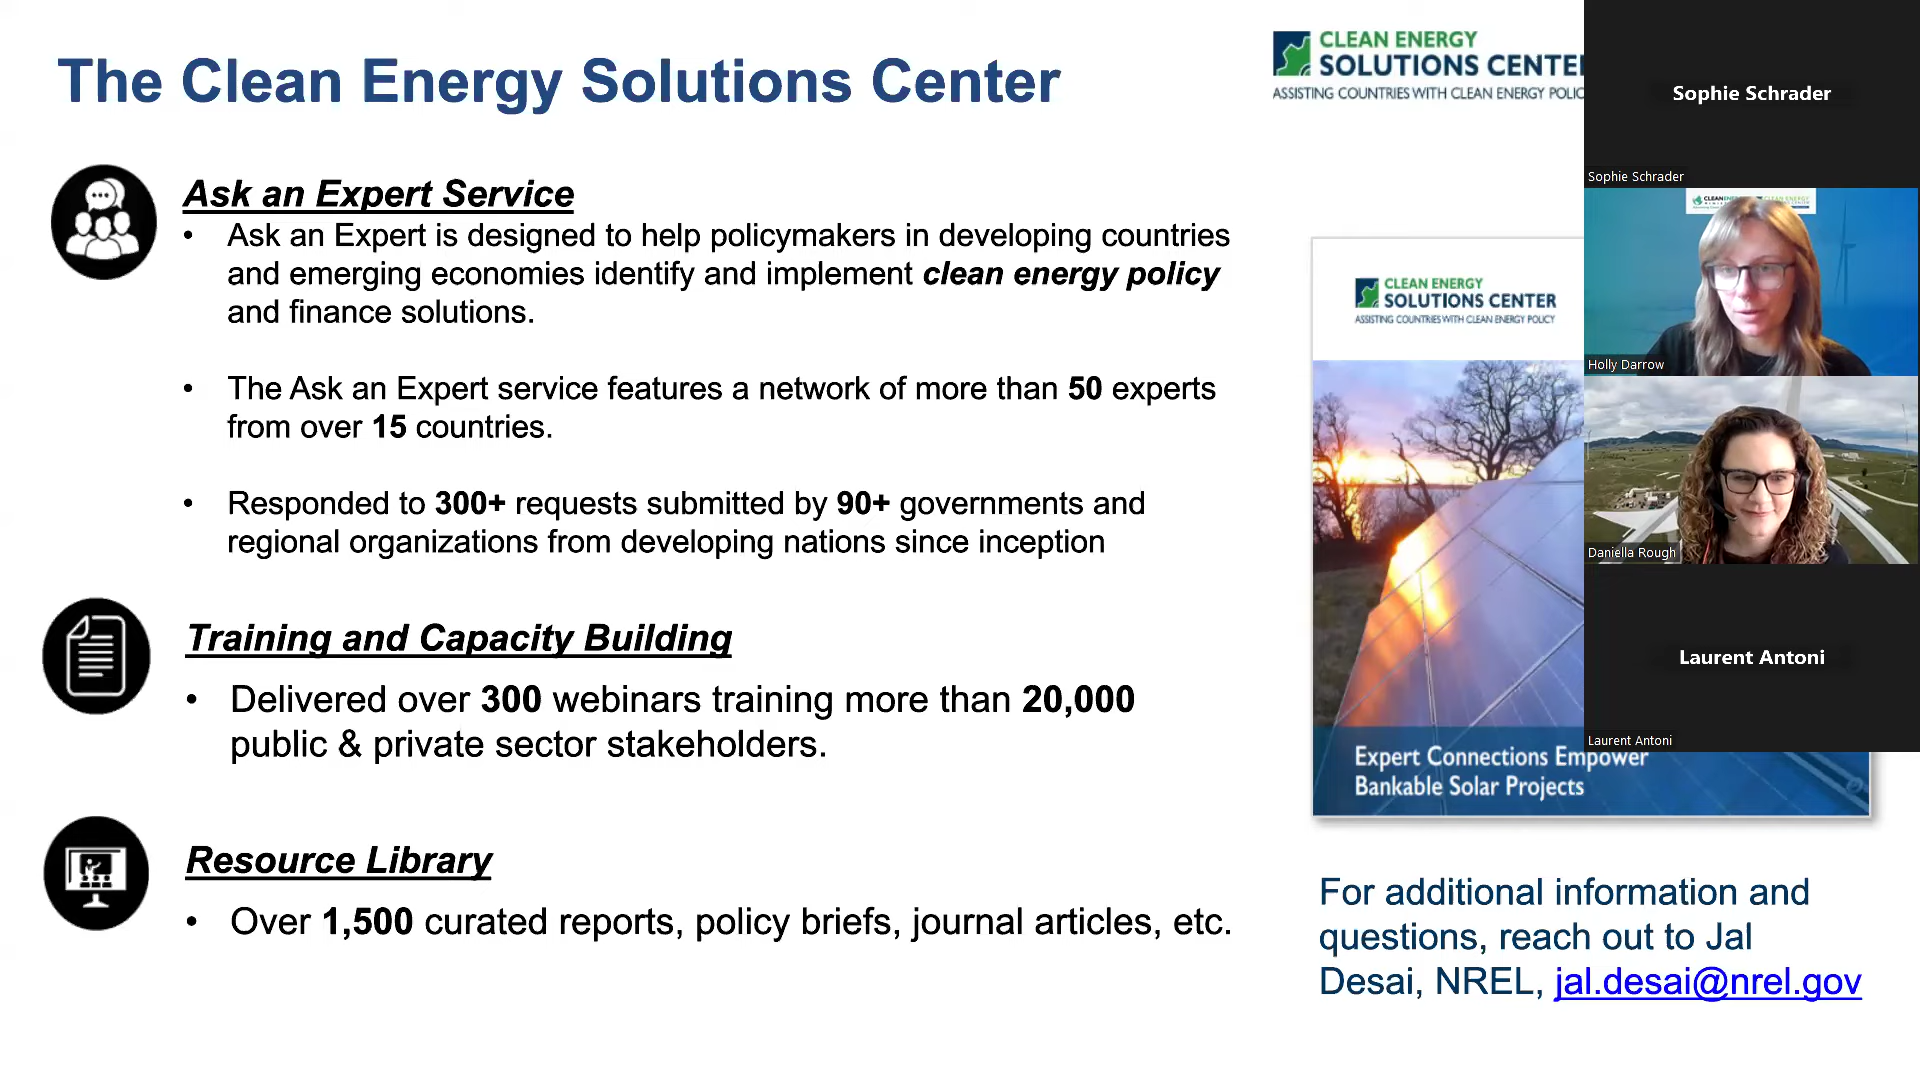 The Clean Energy Solutions Center
CLEAN ENERGY
SOLUTIONS CENTE
ASSISTING COUNTRIES WITH CLEAN ENERGY POLIC
Ask an Expert Service
• Ask an Expert is designed to help policymakers in developing countries
and emerging economies identify and implement clean energy policy
and finance solutions.
• The Ask an Expert service features a network of more than 50 experts
from over 15 countries.
• Responded to 300+ requests submitted by 90+ governments and
regional organizations from developing nations since inception
Training and Capacity Building
• Delivered over 300 webinars training more than 20,000
public & private sector stakeholders.
Resource Library
• Over 1,500 curated reports, policy briefs, journal articles, etc.
CLEAN ENERGY
SOLUTIONS CENTER
ASSISTING COUNTRIES WITH CLEAN ENERGY POLICY
Expert Connections Empower
Bankable Solar Projects
For additional information and
questions, reach out to Jal
Desai, NREL, jal.desai@nrel.gov
Sophie Schrader
Sophie Schrader
Holly Darrow
Daniella Rough
Laurent Antoni
Laurent Antoni